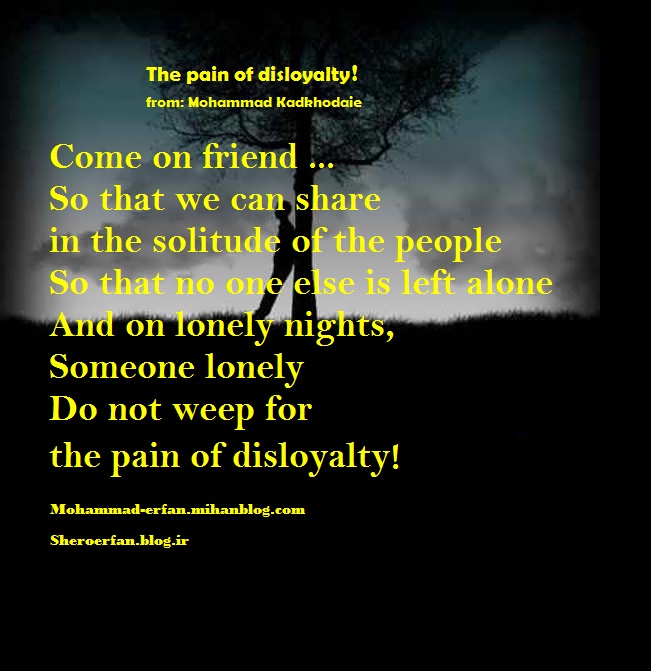 The pain of disloyalty!
from: Mohammad Kadkhodaie
Come on friend ...
So that we can share
in the solitude of the people
So that no one else is left alone
And on lonely nights,
Someone lonely
Do not weep for
the pain of disloyalty!
Mohammad-erfan.mihanblog.com
Sheroerfan.blog.ir